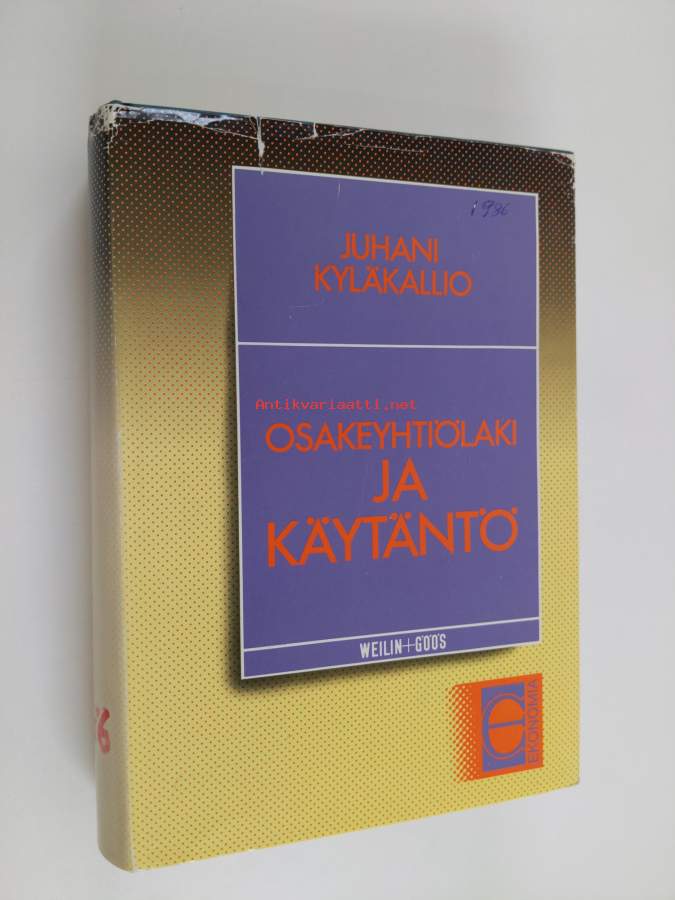 1986
JUHANI
KYLÄKALLIO
Antikvariaatti.net
OSAKEYHTIÖLAKI
JA
KÄYTÄNTÖ
WEILIN+GÖÖS
e
EKONOMIA